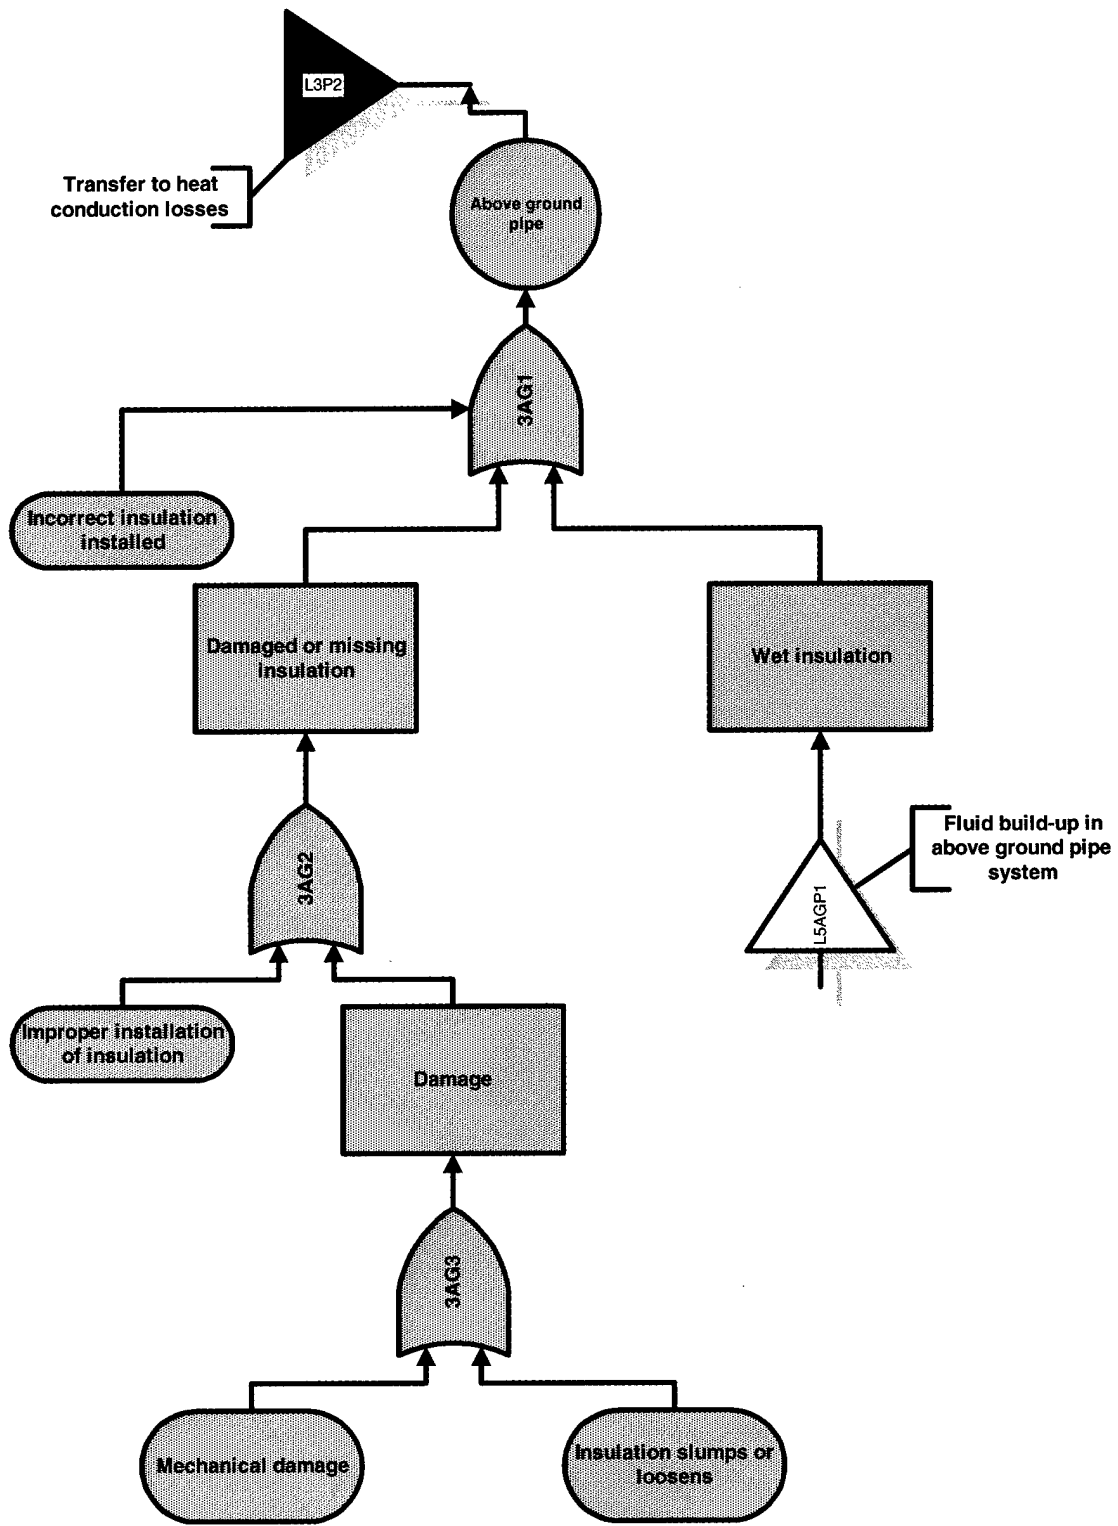 L3P2
Transfer to heat
conduction losses
Above ground
pipe
3AG1
Incorrect insulation
installed
Damaged or missing
insulation
Wet insulation
3AG2
Fluid build-up in
above ground pipe
system
L5AGP1
Improper installation
of insulation
Damage
3AG3
Mechanical damage
Insulation slumps or
loosens